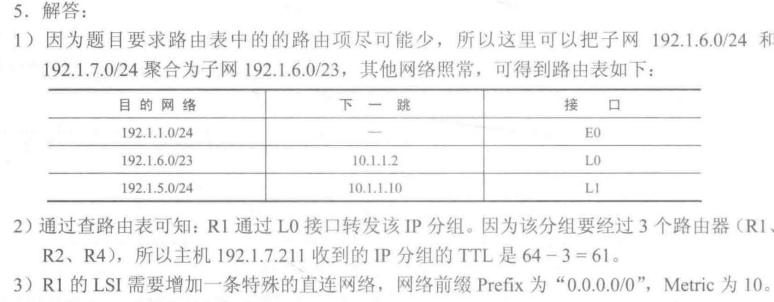 5．解答：
1）因为题目要求路由表中的的路由项尽可能少，所以这里可以把子网 192.1.6.0/24 和
192.1.7.0/24 聚合为子网 192.1.6.0/23，其他网络照常，可得到路由表如下：
目 的 网 络 下 一 跳 接 口
192.1.1.0/24 — E0
192.1.6.0/23 10.1.1.2 L0
192.1.5.0/24 10.1.1.10 L1
2）通过查路由表可知：R1 通过 L0 接口转发该 IP 分组。因为该分组要经过 3 个路由器（R1、
R2、R4），所以主机 192.1.7.211 收到的 IP 分组的 TTL 是 64－3＝61。
3）R1 的 LSI 需要增加一条特殊的直连网络，网络前缀 Prefix 为“0.0.0.0/0”，Metric 为 10。